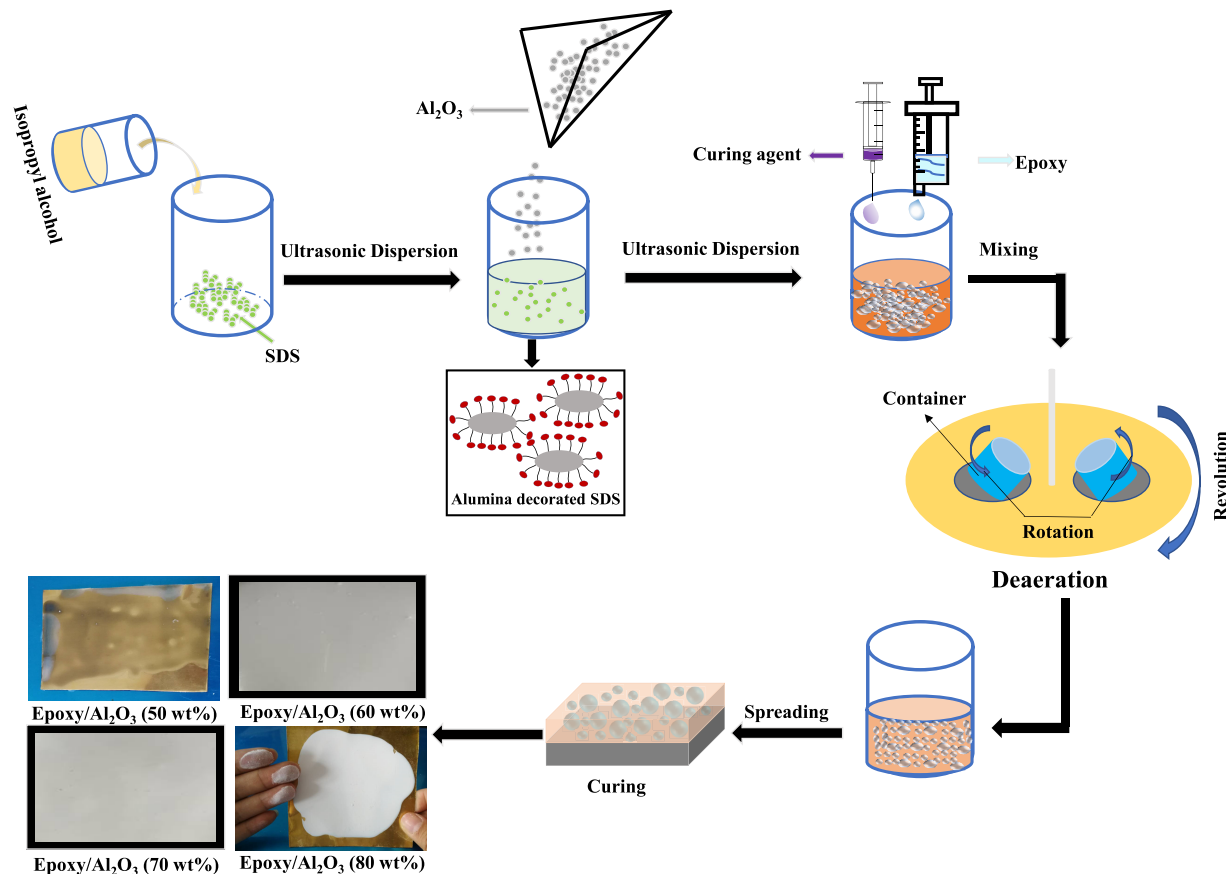 Isopropyl alcohol
SDS
Ultrasonic Dispersion
Al₂O₃
Alumina decorated SDS
Ultrasonic Dispersion
Curing agent
Epoxy
Mixing
Container
Rotation
Revolution
Deaeration
Spreading
Curing
Epoxy/Al₂O₃ (50 wt%)
Epoxy/Al₂O₃ (60 wt%)
Epoxy/Al₂O₃ (70 wt%)
Epoxy/Al₂O₃ (80 wt%)